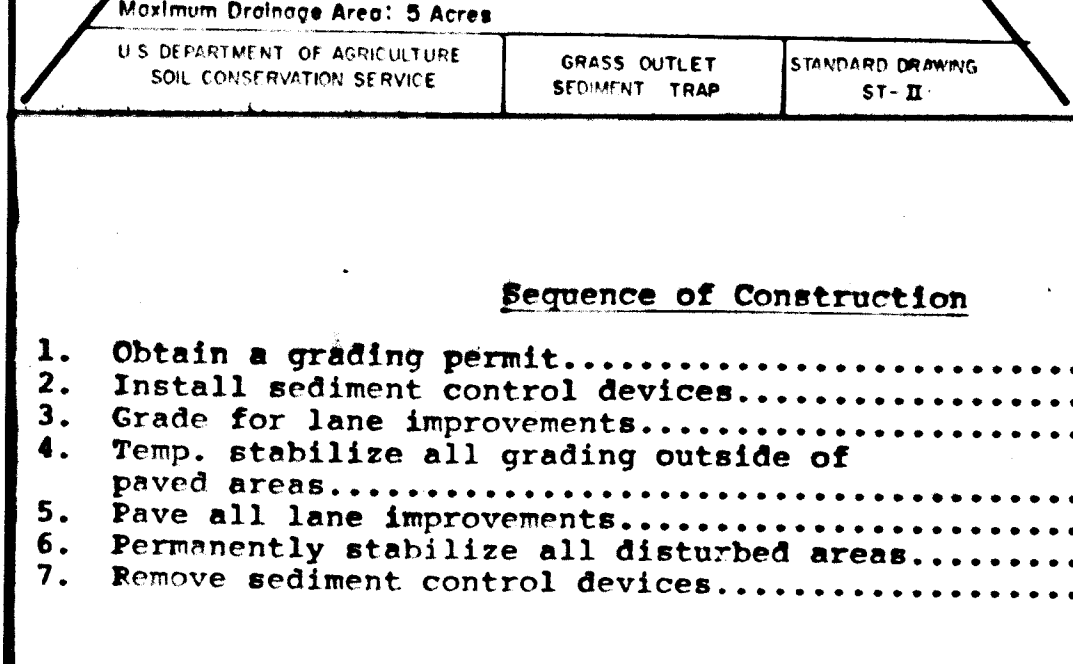 Maximum Drainage Area: 5 Acres
U S DEPARTMENT OF AGRICULTURE
SOIL CONSERVATION SERVICE
GRASS OUTLET
SEDIMENT TRAP
STANDARD DRAWING
ST- II
Sequence of Construction
1. Obtain a grading permit............................
2. Install sediment control devices...................
3. Grade for lane improvements........................
4. Temp. stabilize all grading outside of
paved areas........................................
5. Pave all lane improvements.........................
6. Permanently stabilize all disturbed areas..........
7. Remove sediment control devices....................